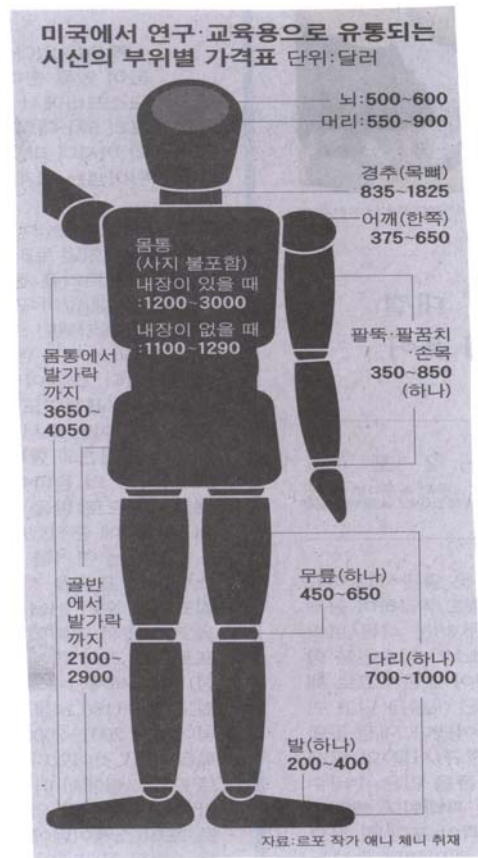 미국에서 연구·교육용으로 유통되는
시신의 부위별 가격표 단위:달러
뇌:500~600
머리:550~900
경추(목뼈)
835~1825
어깨(한쪽)
375~650
몸통
(사지 불포함)
내장이 있을 때
:1200~3000
내장이 없을 때
:1100~1290
팔뚝·팔꿈치
·손목
350~850
(하나)
몸통에서
발가락
까지
3650~
4050
무릎(하나)
450~650
골반
에서
발가락
까지
2100~
2900
다리(하나)
700~1000
발(하나)
200~400
자료:르포 작가 애니 체니 취재